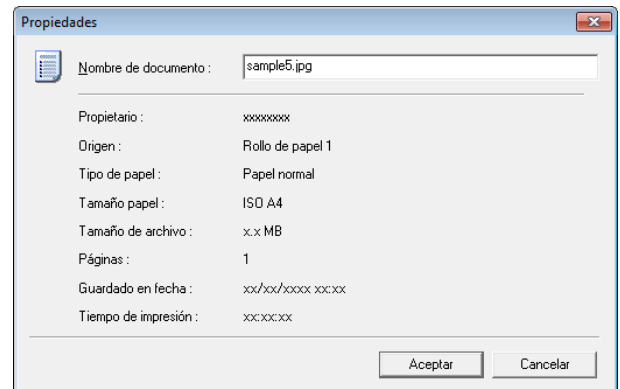 Propiedades
Nombre de documento : sample5.jpg
Propietario : xxxxxxxx
Origen : Rollo de papel 1
Tipo de papel : Papel normal
Tamaño papel : ISO A4
Tamaño de archivo : x.x MB
Páginas : 1
Guardado en fecha : xx/xx/xxxx xx:xx
Tiempo de impresión : xx:xx:xx
Aceptar Cancelar